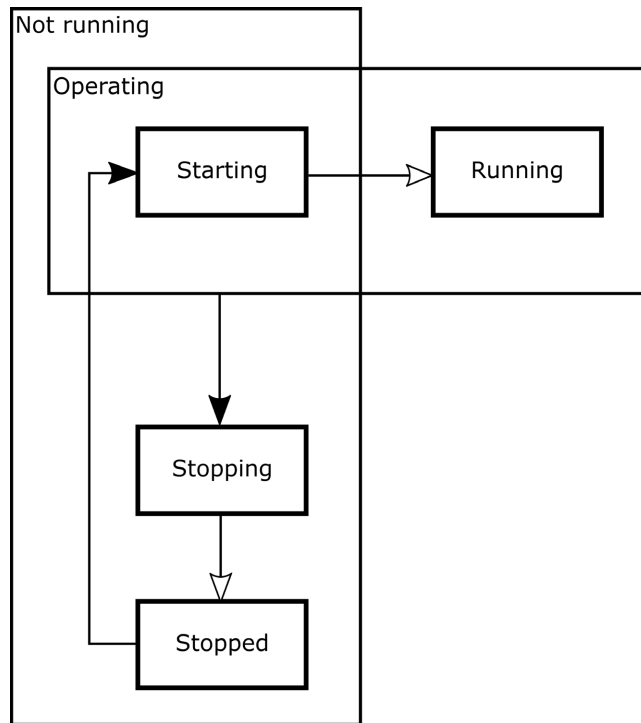 Not running
Operating
Starting
Running
Stopping
Stopped